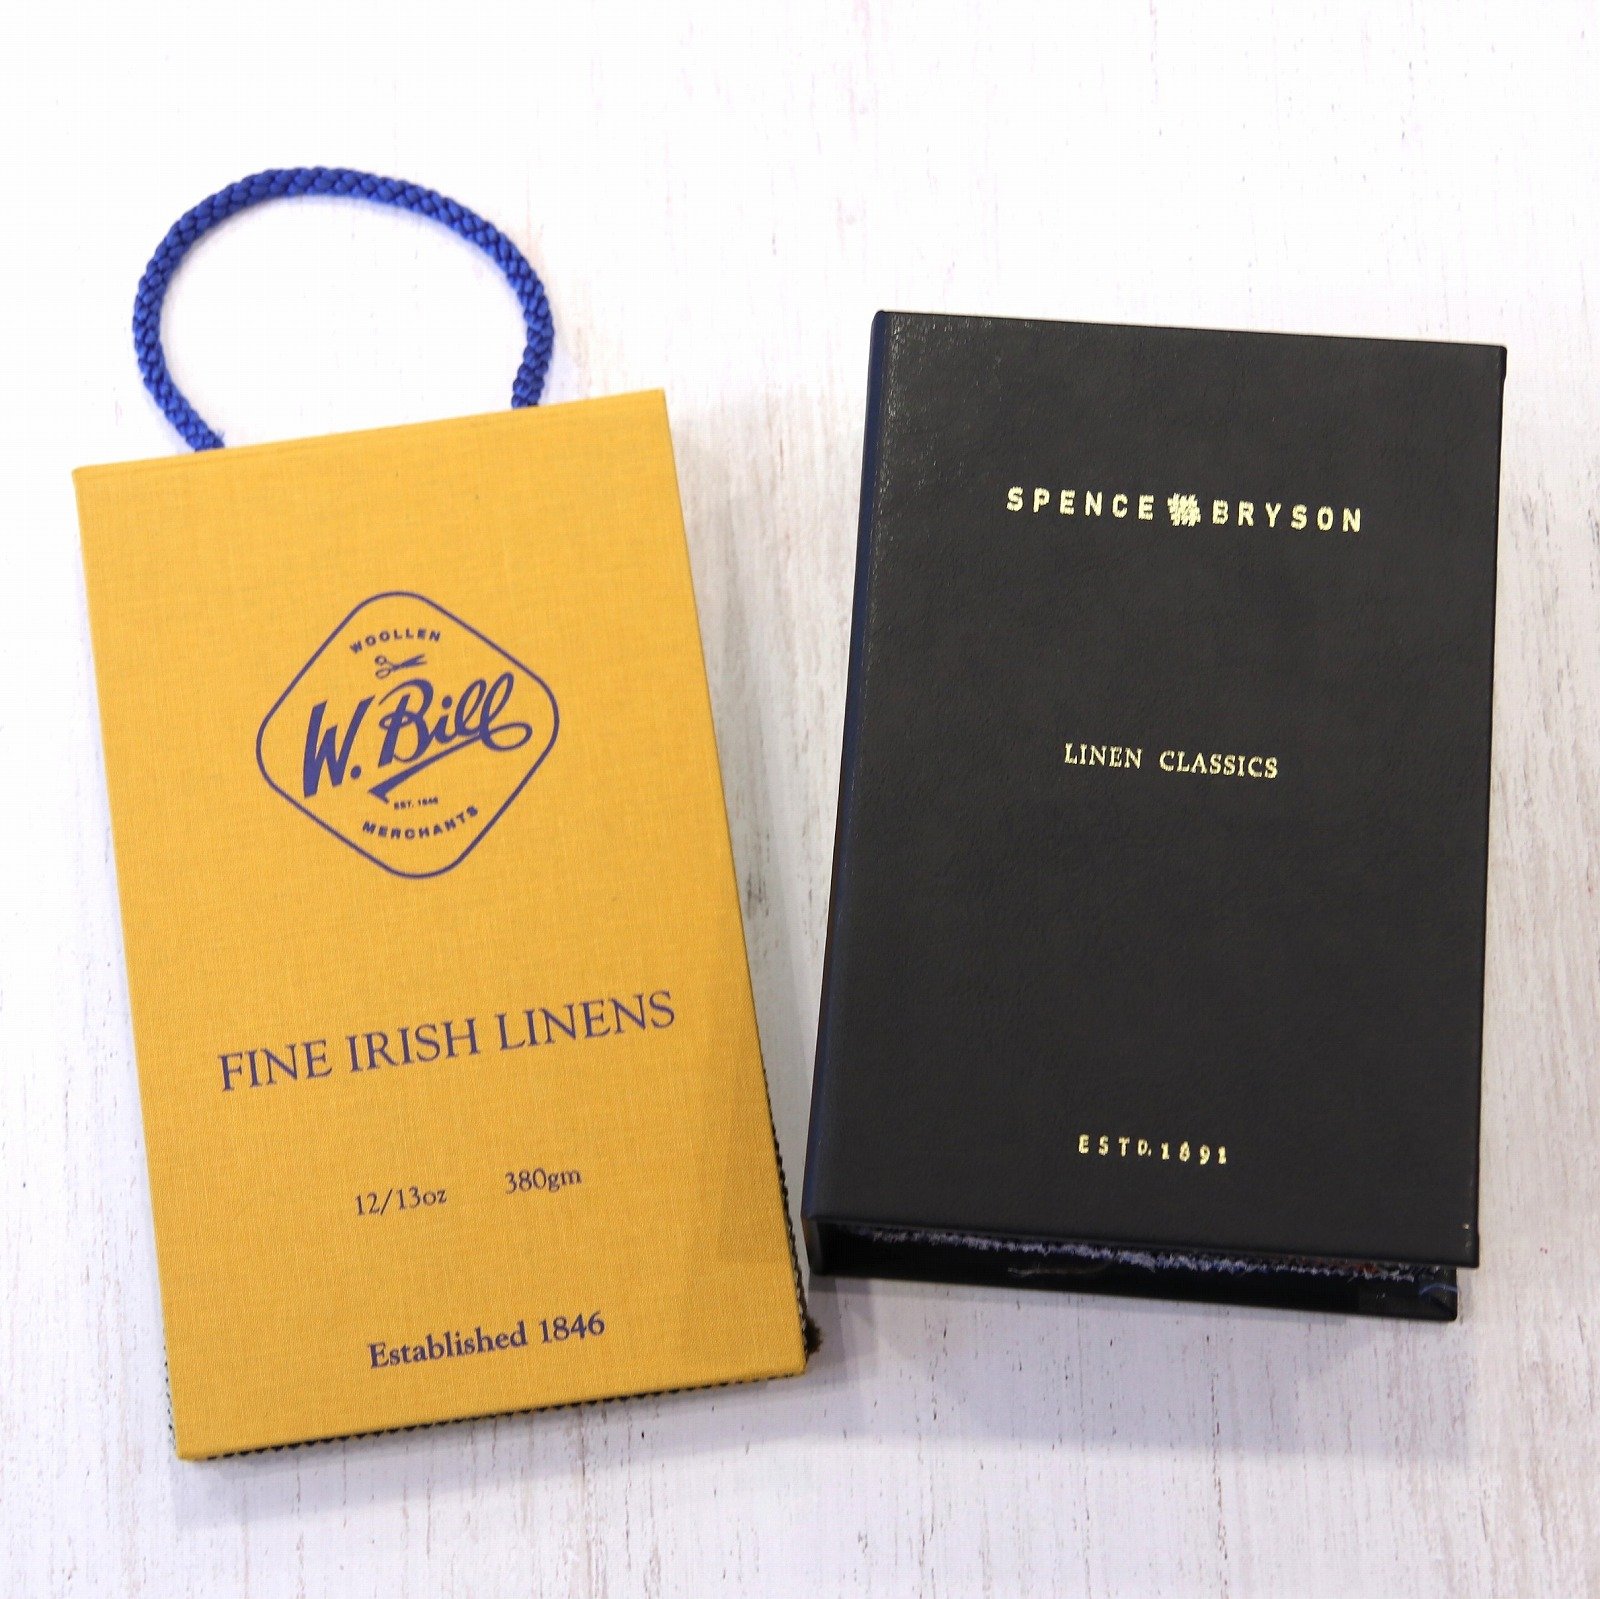 WOOLLEN
W. Bill
EST. 1846
MERCHANTS
FINE IRISH LINENS
12/13oz 380gm
Established 1846
SPENCE BRYSON
LINEN CLASSICS
ESTD. 1891